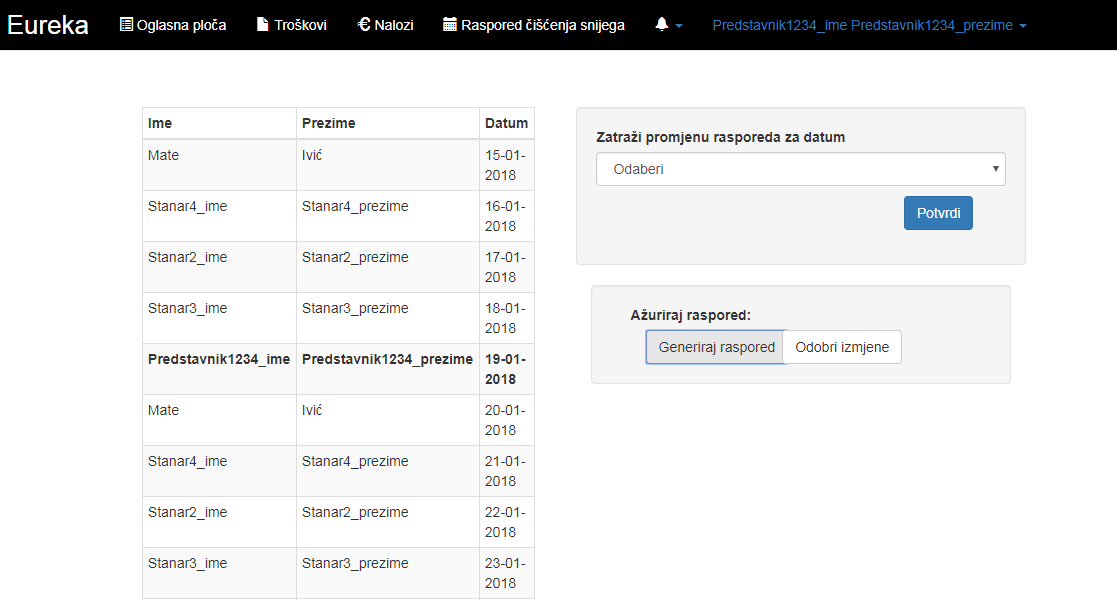 Eureka Oglasna ploča Troškovi Nalozi Raspored čišćenja snijega Predstavnik1234_ime Predstavnik1234_prezime
Ime Prezime Datum
Mate Ivić 15-01-
2018
Stanar4_ime Stanar4_prezime 16-01-
2018
Stanar2_ime Stanar2_prezime 17-01-
2018
Stanar3_ime Stanar3_prezime 18-01-
2018
Predstavnik1234_ime Predstavnik1234_prezime 19-01-
2018
Mate Ivić 20-01-
2018
Stanar4_ime Stanar4_prezime 21-01-
2018
Stanar2_ime Stanar2_prezime 22-01-
2018
Stanar3_ime Stanar3_prezime 23-01-
2018
Zatraži promjenu rasporeda za datum
Odaberi
Potvrdi
Ažuriraj raspored:
Generiraj raspored Odobri izmjene